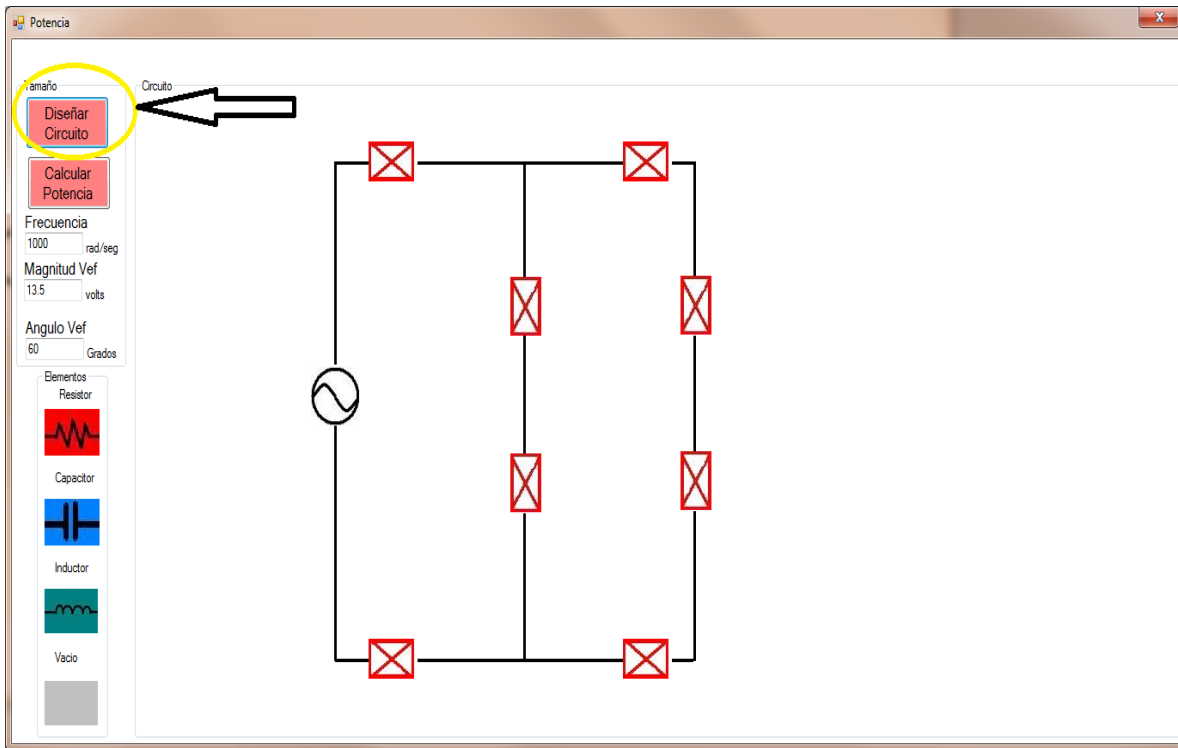 Potencia
X
Tamaño
Circuito
Diseñar
Circuito
Calcular
Potencia
Frecuencia
1000 rad/seg
Magnitud Vef
13.5 volts
Angulo Vef
60 Grados
Elementos
Resistor
Capacitor
Inductor
Vacio